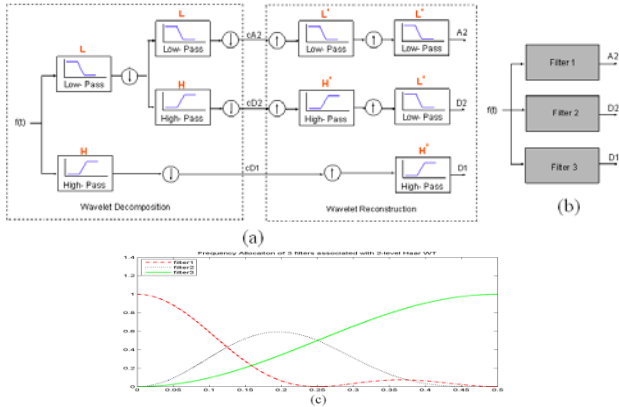 L
L
L'
L'
Low- Pass
Low- Pass
Low- Pass
Low- Pass
cA2
A2
H
H'
L'
High- Pass
High- Pass
Low- Pass
cD2
D2
f(t)
H
H'
High- Pass
High- Pass
cD1
D1
Wavelet Decomposition
Wavelet Reconstruction
(a)
Filter 1
A2
f(t)
Filter 2
D2
Filter 3
D1
(b)
Frequency Allocation of 3 filters associated with 2-level Haar WT
filter1
filter2
filter3
1.4
1.2
1
0.8
0.6
0.4
0.2
0
0 0.05 0.1 0.15 0.2 0.25 0.3 0.35 0.4 0.45 0.5
(c)